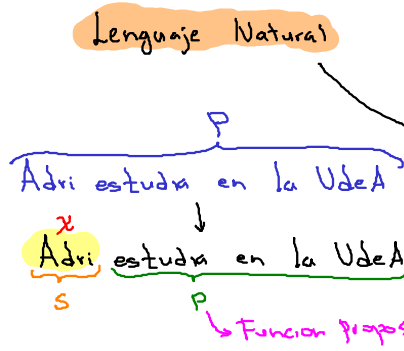 Lenguaje Natural
P
Adri estudia en la UdeA
x
Adri estudia en la UdeA
S P
Funcion propos